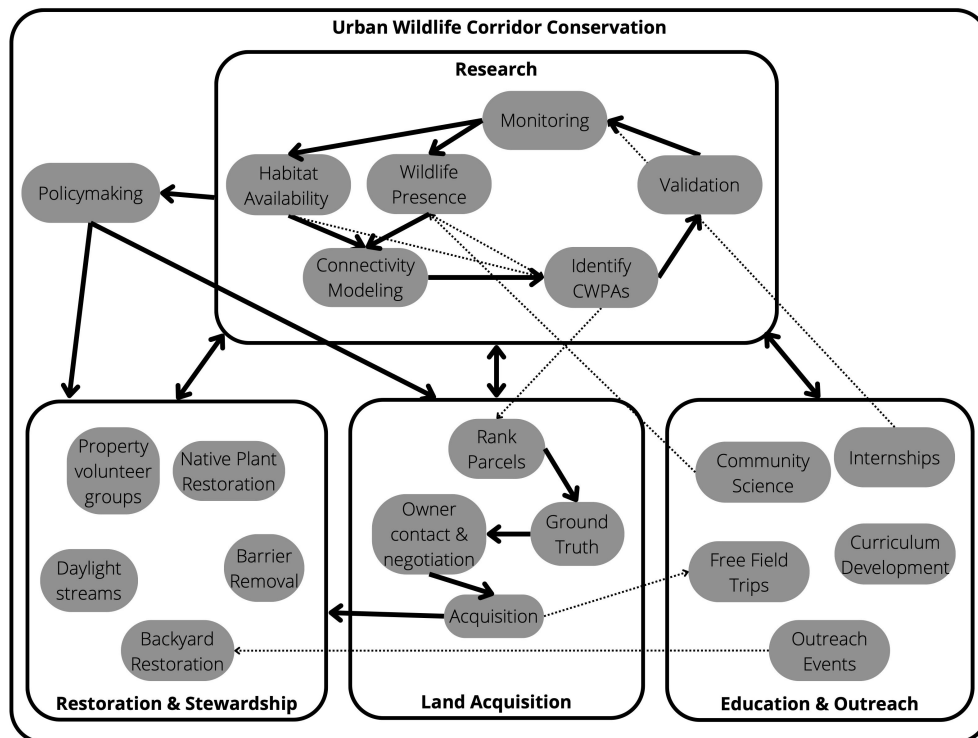 Urban Wildlife Corridor Conservation
Research
Monitoring
Habitat
Availability
Wildlife
Presence
Validation
Policymaking
Connectivity
Modeling
Identify
CWPAs
Property
volunteer
groups
Native Plant
Restoration
Daylight
streams
Barrier
Removal
Backyard
Restoration
Restoration & Stewardship
Rank
Parcels
Owner
contact &
negotiation
Ground
Truth
Acquisition
Land Acquisition
Community
Science
Internships
Free Field
Trips
Curriculum
Development
Outreach
Events
Education & Outreach